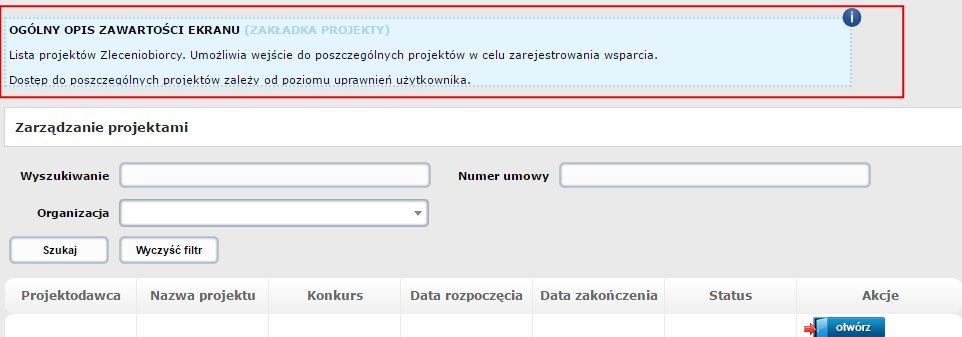 OGÓLNY OPIS ZAWARTOŚCI EKRANU (ZAKŁADKA PROJEKTY)
i
Lista projektów Zleceniobiorcy. Umożliwia wejście do poszczególnych projektów w celu zarejestrowania wsparcia.
Dostęp do poszczególnych projektów zależy od poziomu uprawnień użytkownika.
Zarządzanie projektami
Wyszukiwanie Numer umowy
Organizacja
Szukaj Wyczyść filtr
Projektodawca Nazwa projektu Konkurs Data rozpoczęcia Data zakończenia Status Akcje
otwórz